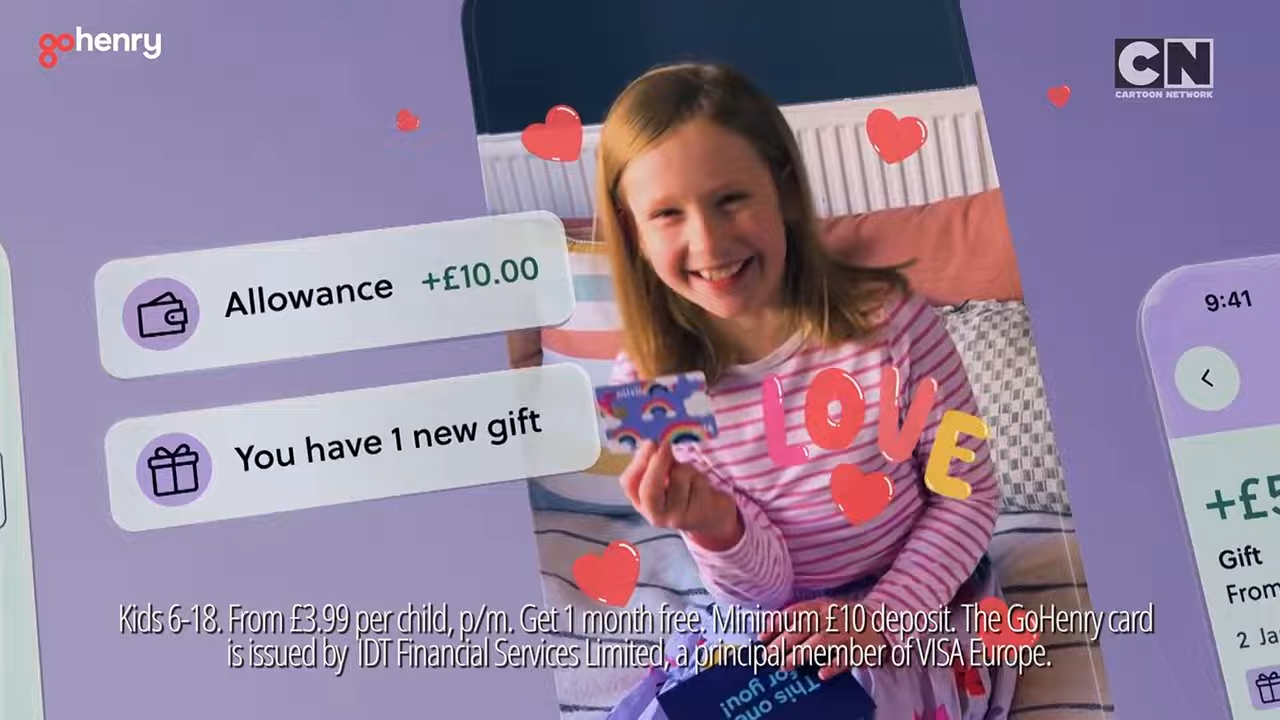 gohenry
CN
CARTOON NETWORK
Allowance +£10.00
You have 1 new gift
LOVE
9:41
+£5
Gift
From
2 Ja
Kids 6-18. From £3.99 per child, p/m. Get 1 month free. Minimum £10 deposit. The GoHenry card
is issued by IDT Financial Services Limited, a principal member of VISA Europe.
This one
for you!